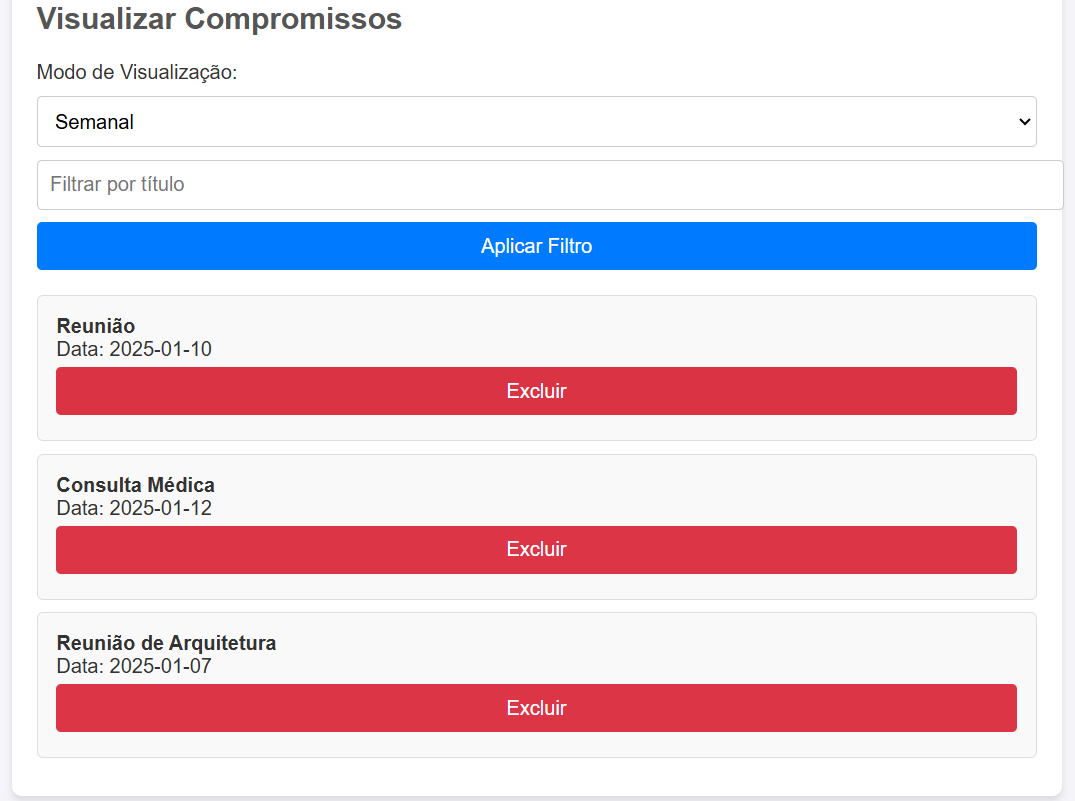 Visualizar Compromissos
Modo de Visualização:
Semanal
Filtrar por título
Aplicar Filtro
Reunião
Data: 2025-01-10
Excluir
Consulta Médica
Data: 2025-01-12
Excluir
Reunião de Arquitetura
Data: 2025-01-07
Excluir